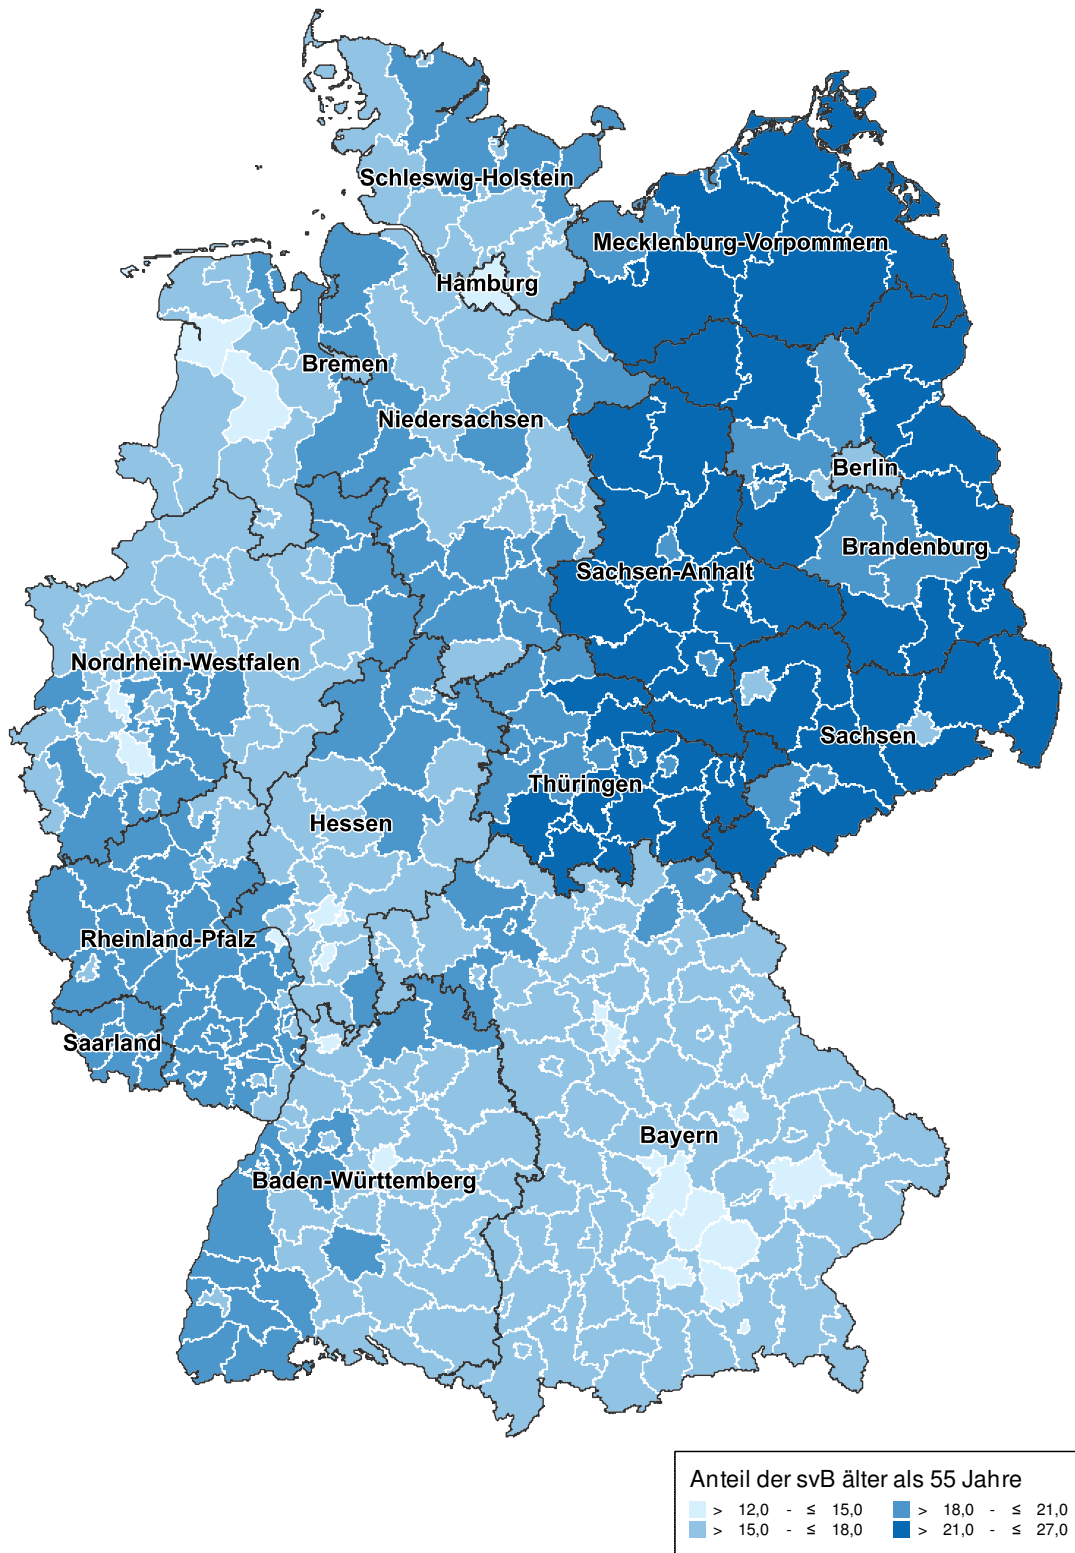 Schleswig-Holstein
Mecklenburg-Vorpommern
Hamburg
Bremen
Niedersachsen
Berlin
Brandenburg
Sachsen-Anhalt
Nordrhein-Westfalen
Sachsen
Thüringen
Hessen
Rheinland-Pfalz
Saarland
Bayern
Baden-Württemberg
Anteil der svB älter als 55 Jahre
> 12,0 - ≤ 15,0 > 18,0 - ≤ 21,0
> 15,0 - ≤ 18,0 > 21,0 - ≤ 27,0